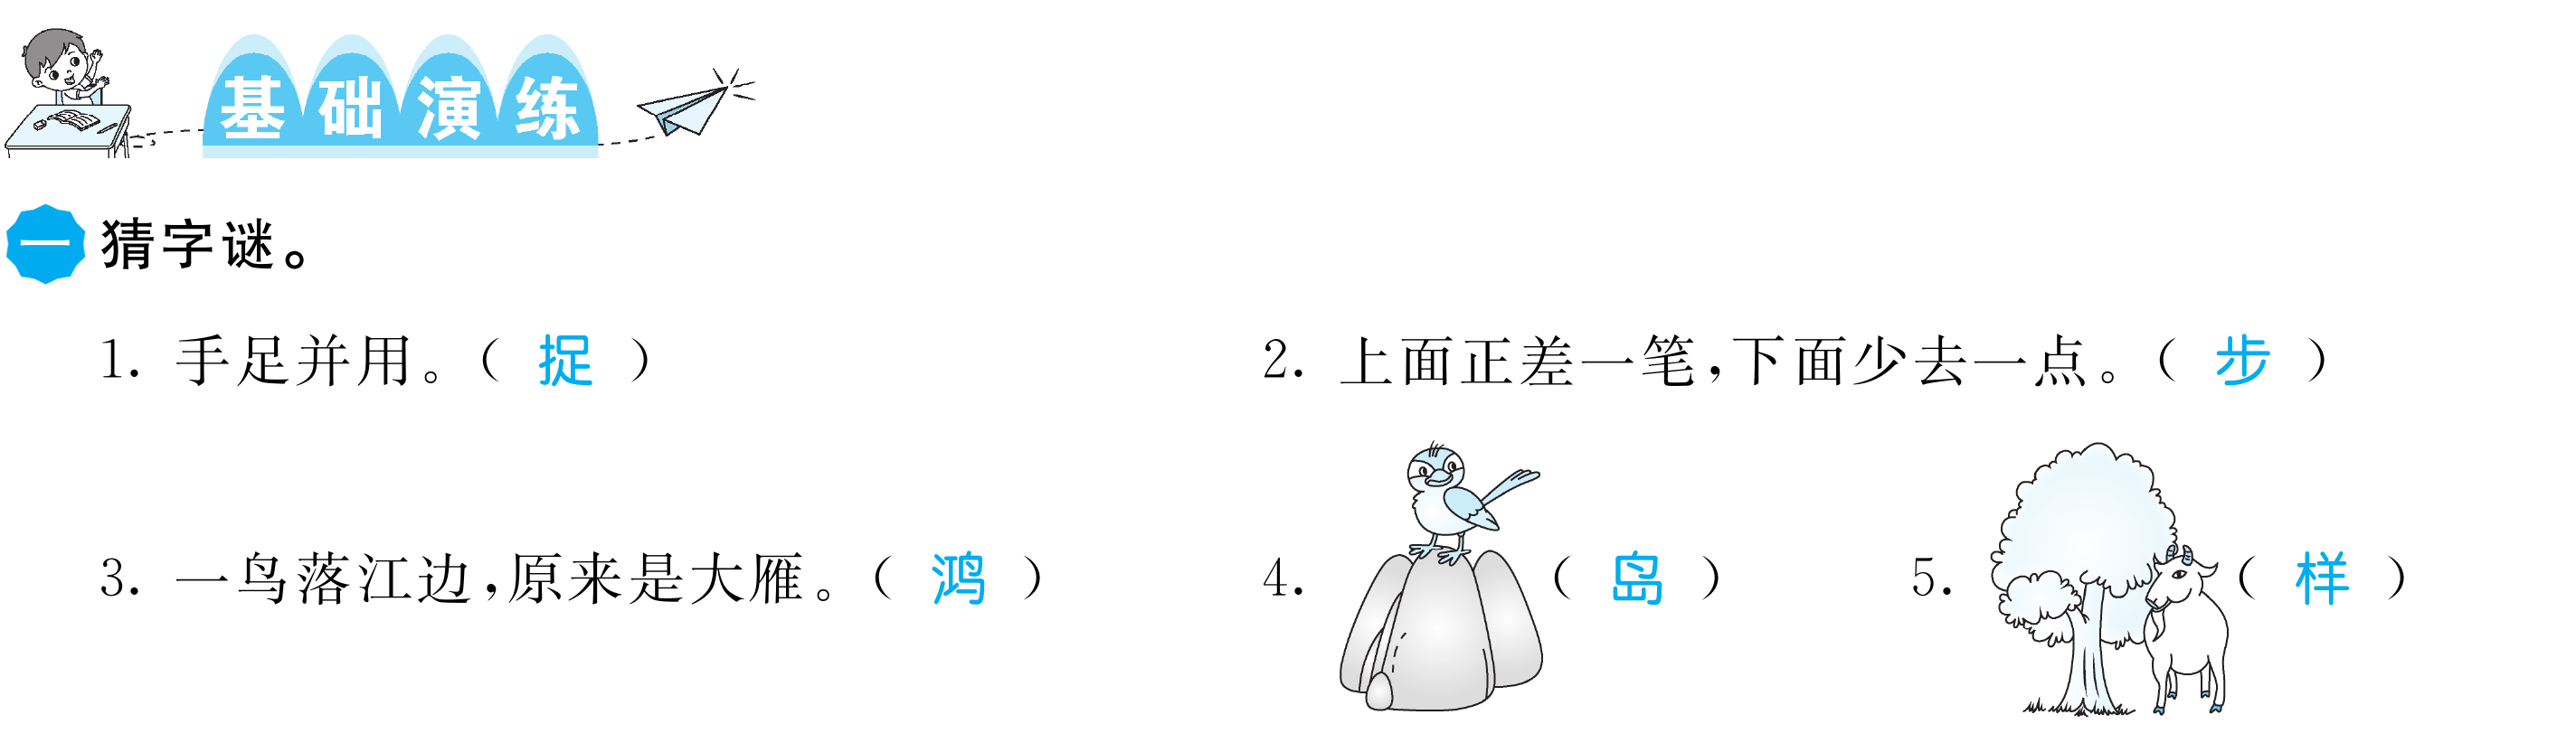 基础演练
一 猜字谜。
1. 手足并用。（ 捉 ）
2. 上面正差一笔,下面少去一点。（ 步 ）
3. 一鸟落江边,原来是大雁。（ 鸿 ）
4. （ 岛 ）
5. （ 样 ）